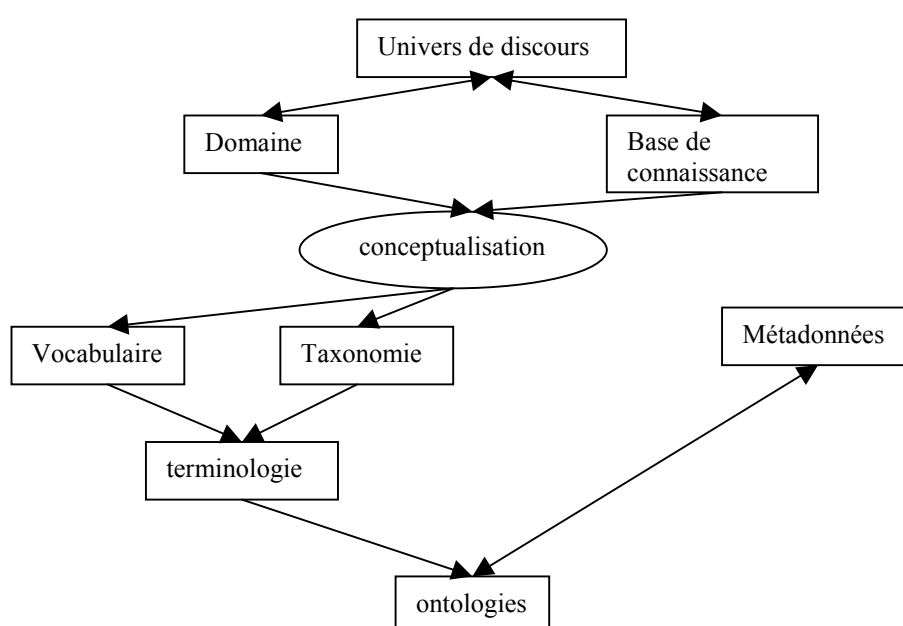 Univers de discours
Domaine
Base de
connaissance
conceptualisation
Vocabulaire
Taxonomie
Métadonnées
terminologie
ontologies